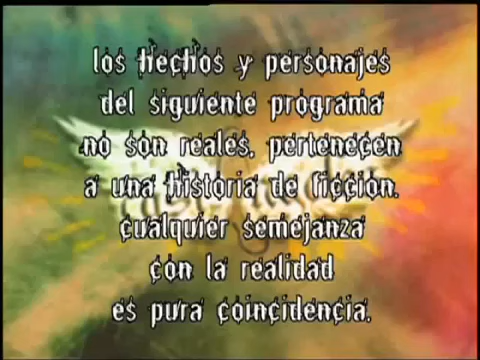 los hechos y personajes
del siguiente programa
no son reales, pertenecen
a una historia de ficción.
cualquier semejanza
con la realidad
es pura coincidencia.